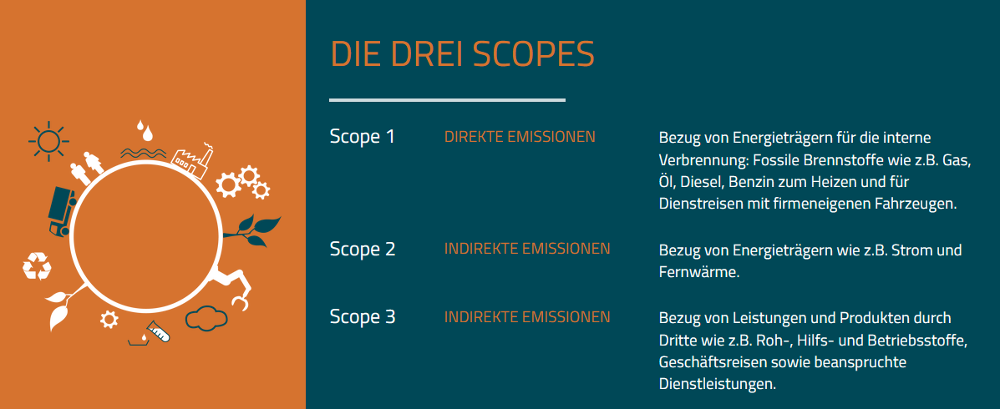 DIE DREI SCOPES
Scope 1
DIREKTE EMISSIONEN
Bezug von Energieträgern für die interne
Verbrennung: Fossile Brennstoffe wie z.B. Gas,
Öl, Diesel, Benzin zum Heizen und für
Dienstreisen mit firmeneigenen Fahrzeugen.
Scope 2
INDIREKTE EMISSIONEN
Bezug von Energieträgern wie z.B. Strom und
Fernwärme.
Scope 3
INDIREKTE EMISSIONEN
Bezug von Leistungen und Produkten durch
Dritte wie z.B. Roh-, Hilfs- und Betriebsstoffe,
Geschäftsreisen sowie beanspruchte
Dienstleistungen.